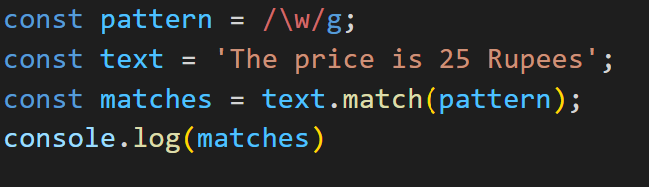 const pattern = /\\w/g;
const text = 'The price is 25 Rupees';
const matches = text.match(pattern);
console.log(matches)